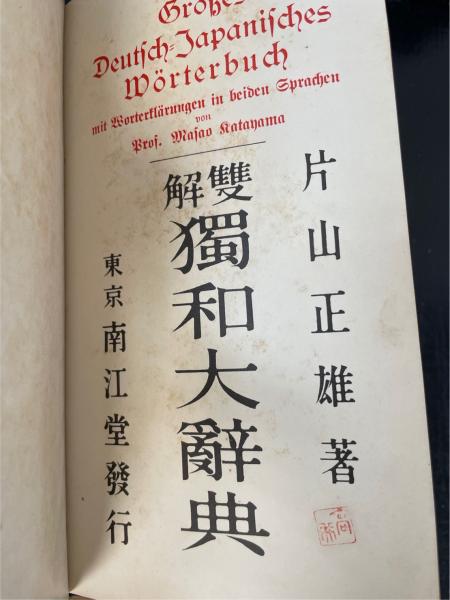 Großes
Deutsch-Japanisches
Wörterbuch
mit Worterklärungen in beiden Sprachen
von
Prof. Masao Katayama
片山正雄著
雙解
獨和大辭典
東京南江堂發行